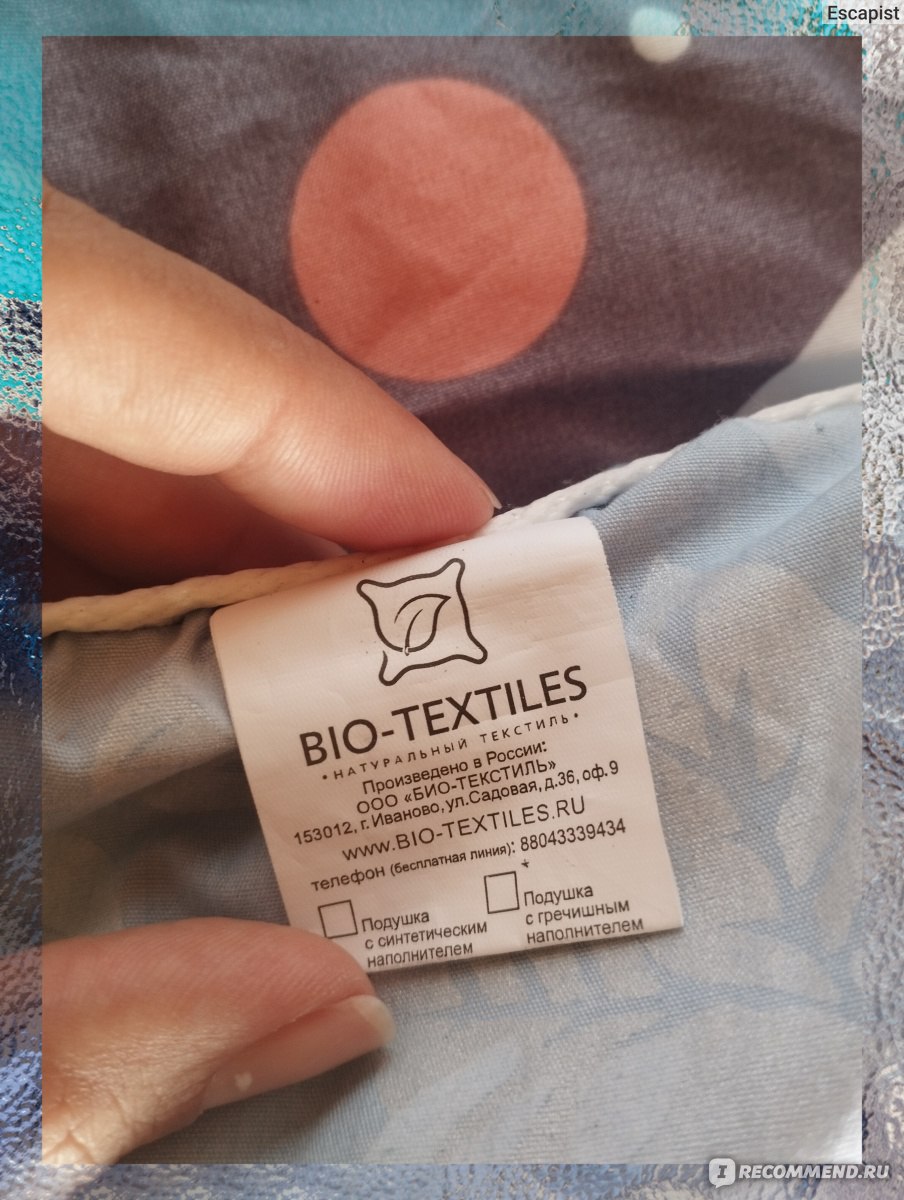 Escapist
BIO-TEXTILES
•НАТУРАЛЬНЫЙ ТЕКСТИЛЬ•
Произведено в России:
ООО «БИО-ТЕКСТИЛЬ»
153012, г.Иваново, ул.Садовая, д.36, оф.9
WWW.BIO-TEXTILES.RU
телефон (бесплатная линия): 88043339434
*
Подушка
с синтетическим
наполнителем
Подушка
с гречишным
наполнителем
I RECOMMEND.RU